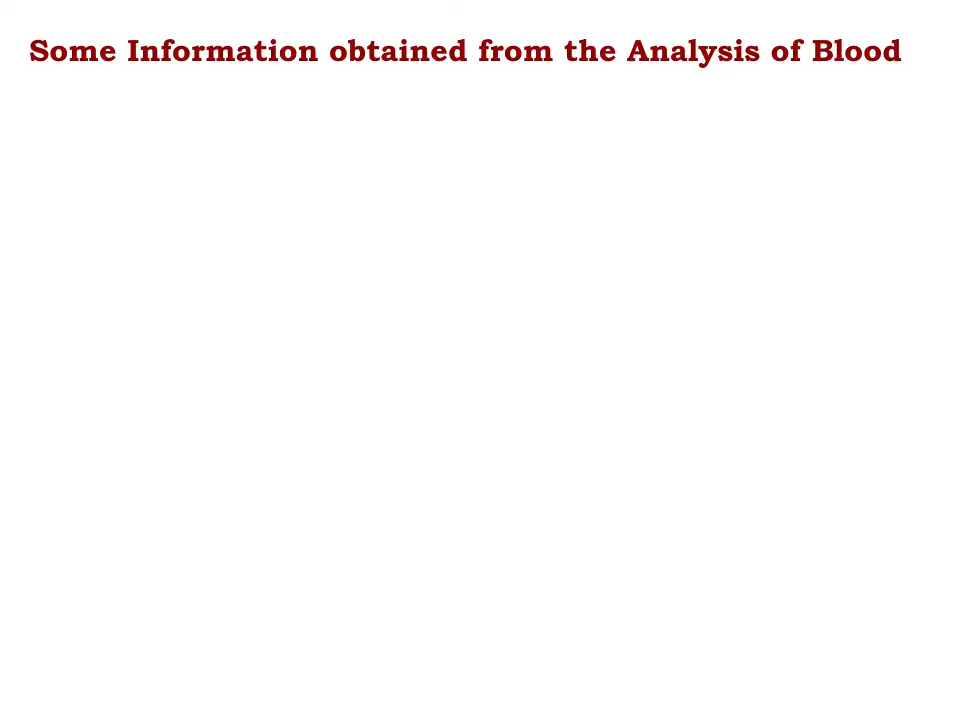 Some Information obtained from the Analysis of Blood